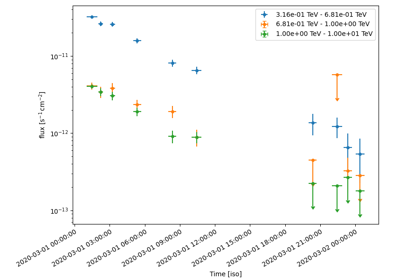 3.16e-01 TeV - 6.81e-01 TeV
6.81e-01 TeV - 1.00e+00 TeV
1.00e+00 TeV - 1.00e+01 TeV
10⁻¹¹
10⁻¹²
10⁻¹³
flux [s⁻¹ cm⁻²]
2020-03-01 00:00:00
2020-03-01 03:00:00
2020-03-01 06:00:00
2020-03-01 09:00:00
2020-03-01 12:00:00
2020-03-01 15:00:00
2020-03-01 18:00:00
2020-03-01 21:00:00
2020-03-02 00:00:00
Time [iso]